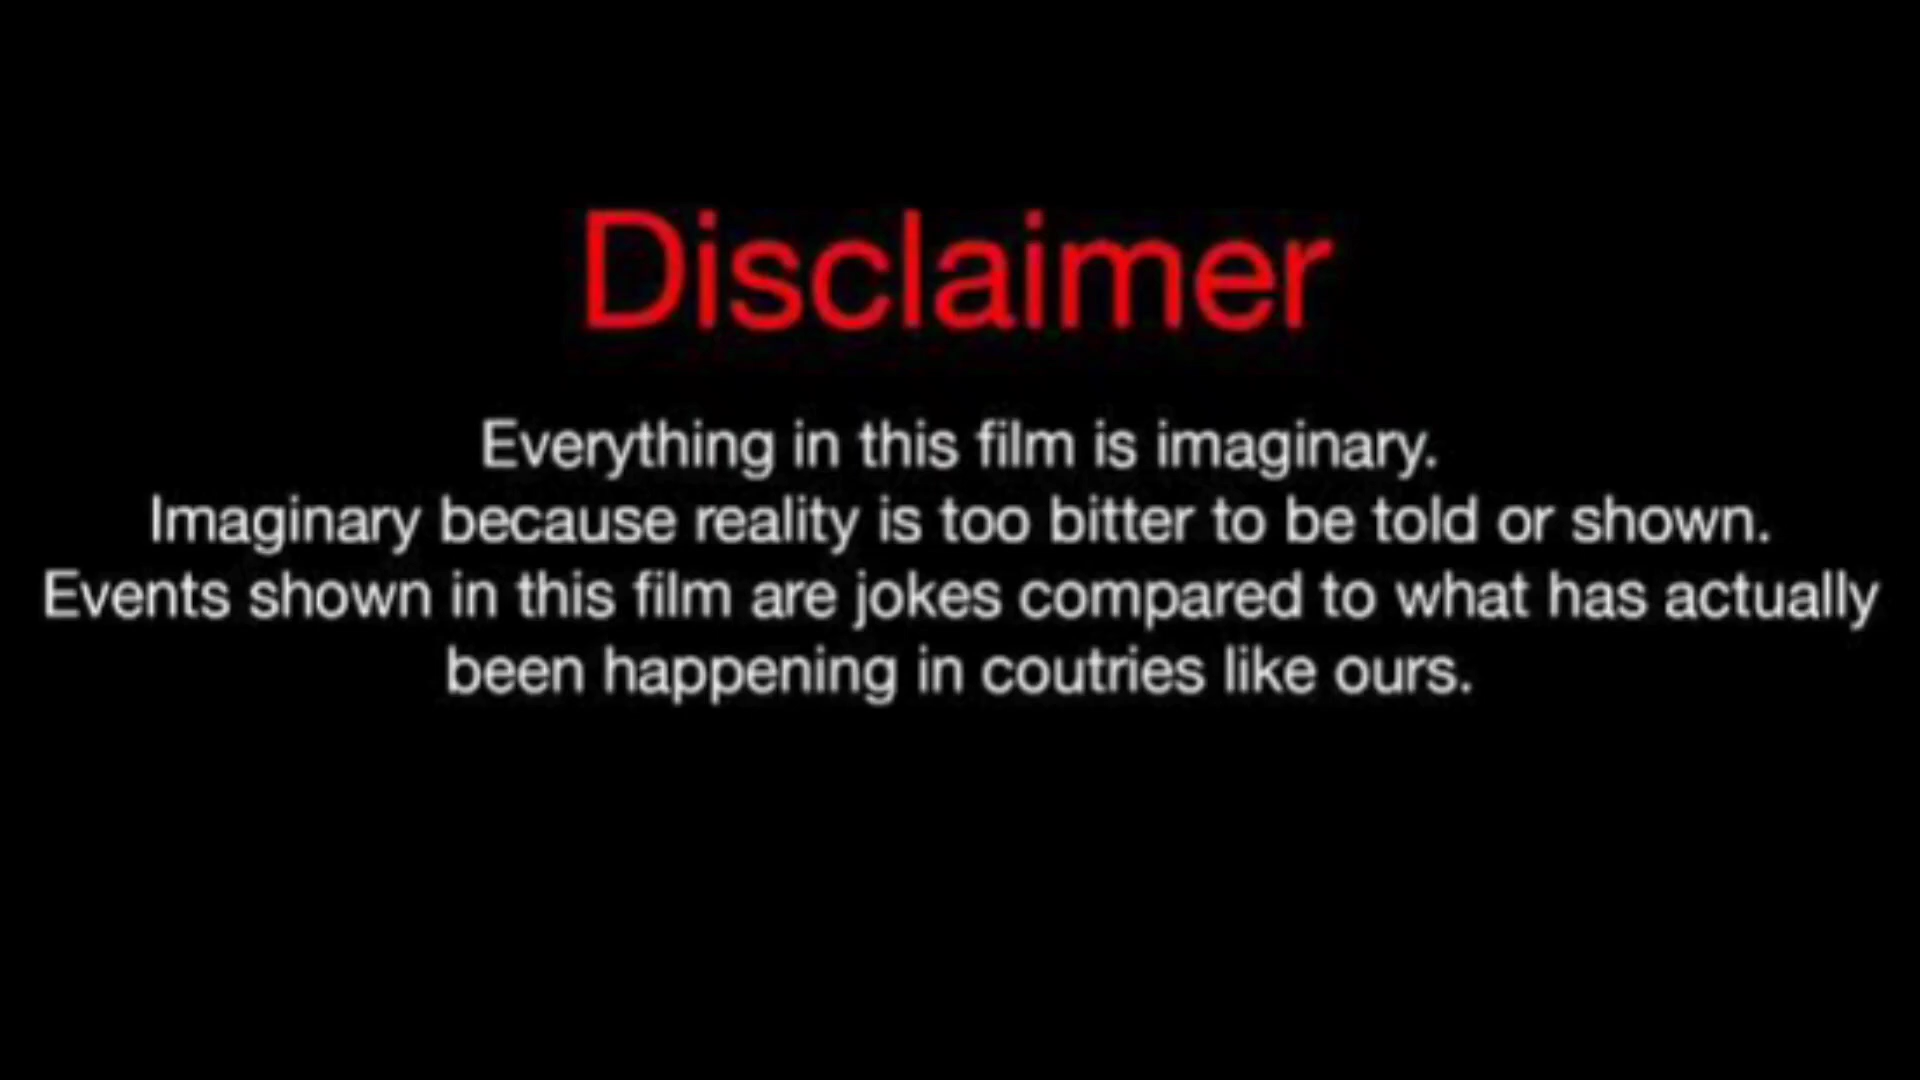 Disclaimer
Everything in this film is imaginary.
Imaginary because reality is too bitter to be told or shown.
Events shown in this film are jokes compared to what has actually
been happening in coutries like ours.